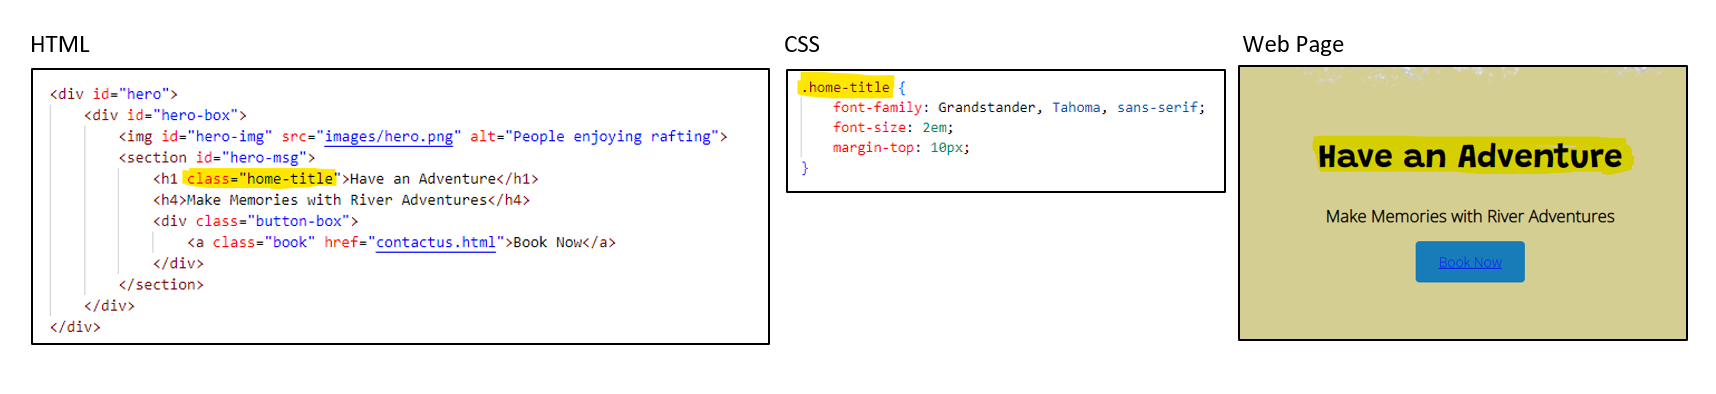 HTML
<div id="hero">
<div id="hero-box">
<img id="hero-img" src="images/hero.png" alt="People enjoying rafting">
<section id="hero-msg">
<h1 class="home-title">Have an Adventure</h1>
<h4>Make Memories with River Adventures</h4>
<div class="button-box">
<a class="book" href="contactus.html">Book Now</a>
</div>
</section>
</div>
</div>
CSS
.home-title {
font-family: Grandstander, Tahoma, sans-serif;
font-size: 2em;
margin-top: 10px;
}
Web Page
Have an Adventure
Make Memories with River Adventures
Book Now